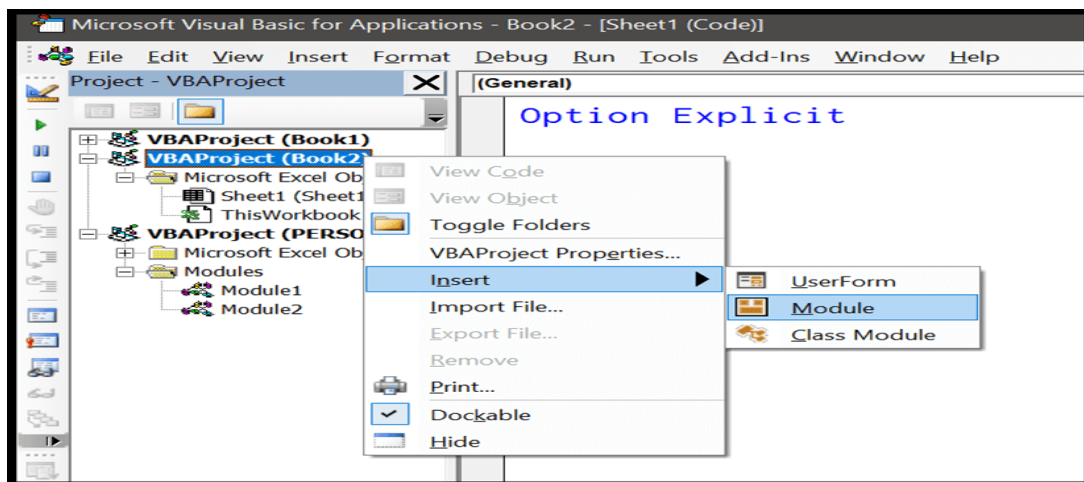 Microsoft Visual Basic for Applications - Book2 - [Sheet1 (Code)]
File Edit View Insert Format Debug Run Tools Add-Ins Window Help
Project - VBAProject
(General)
Option Explicit
VBAProject (Book1)
VBAProject (Book2)
Microsoft Excel Ob
Sheet1 (Sheet1
ThisWorkbook
VBAProject (PERSO
Microsoft Excel Ob
Modules
Module1
Module2
View Code
View Object
Toggle Folders
VBAProject Properties...
Insert
Import File...
Export File...
Remove
Print...
Dockable
Hide
UserForm
Module
Class Module